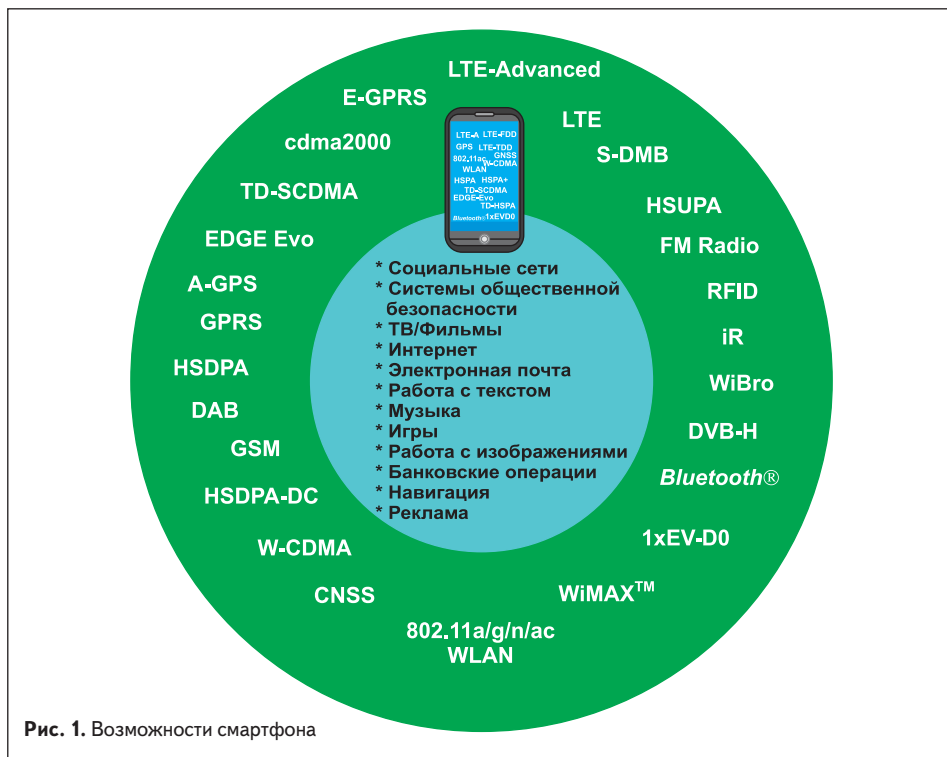 LTE-Advanced
E-GPRS
LTE
cdma2000
S-DMB
TD-SCDMA
HSUPA
EDGE Evo
FM Radio
A-GPS
RFID
GPRS
iR
HSDPA
WiBro
DAB
DVB-H
GSM
Bluetooth®
HSDPA-DC
1xEV-D0
W-CDMA
CNSS
WiMAX™
802.11a/g/n/ac
WLAN
LTE-A LTE-FDD
GPS LTE-TDD
GNSS
802.11ac
W-CDMA
WLAN
HSPA HSPA+
TD-SCDMA
EDGE-Evo
TD-HSPA
Bluetooth® 1xEVD0
* Социальные сети
* Системы общественной
безопасности
* ТВ/Фильмы
* Интернет
* Электронная почта
* Работа с текстом
* Музыка
* Игры
* Работа с изображениями
* Банковские операции
* Навигация
* Реклама
Рис. 1. Возможности смартфона